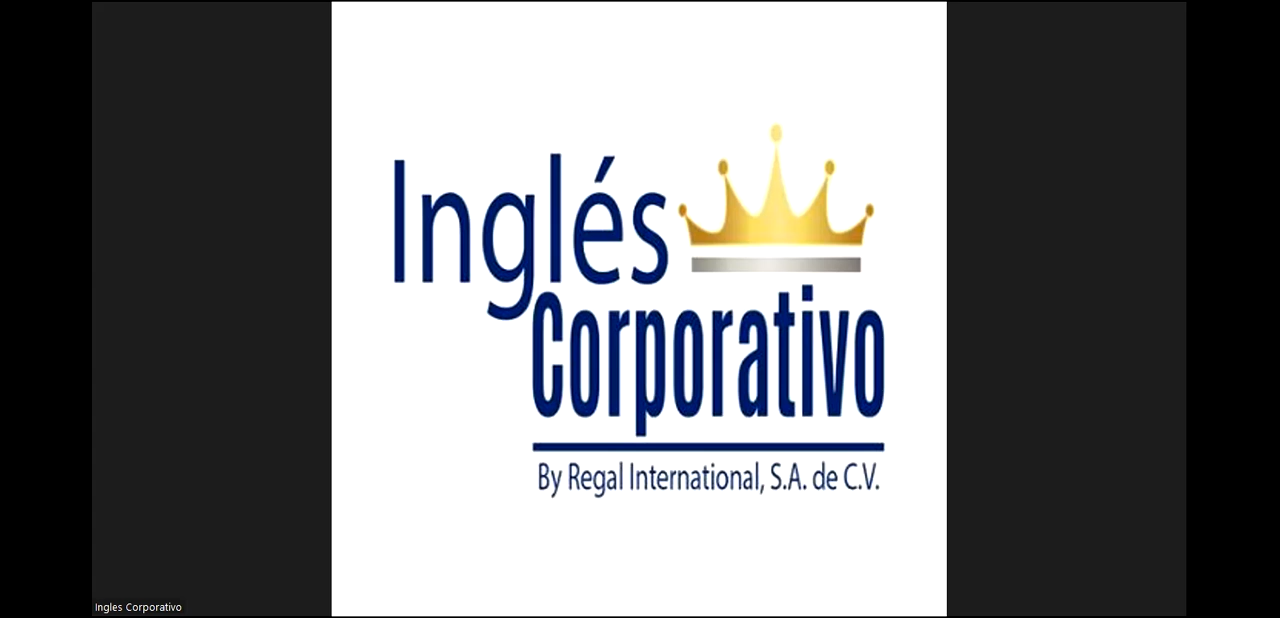 Inglés
Corporativo
By Regal International, S.A. de C.V.
Ingles Corporativo